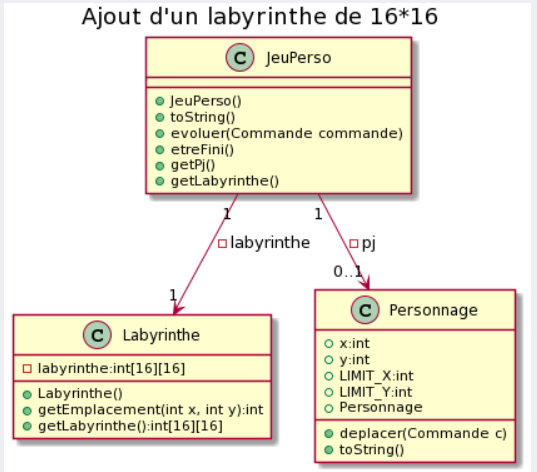 Ajout d'un labyrinthe de 16*16
C JeuPerso
JeuPerso()
toString()
evoluer(Commande commande)
etreFini()
getPj()
getLabyrinthe()
1
1
labyrinthe
pj
1
0..1
C Labyrinthe
labyrinthe:int[16][16]
Labyrinthe()
getEmplacement(int x, int y):int
getLabyrinthe():int[16][16]
C Personnage
x:int
y:int
LIMIT_X:int
LIMIT_Y:int
Personnage
deplacer(Commande c)
toString()